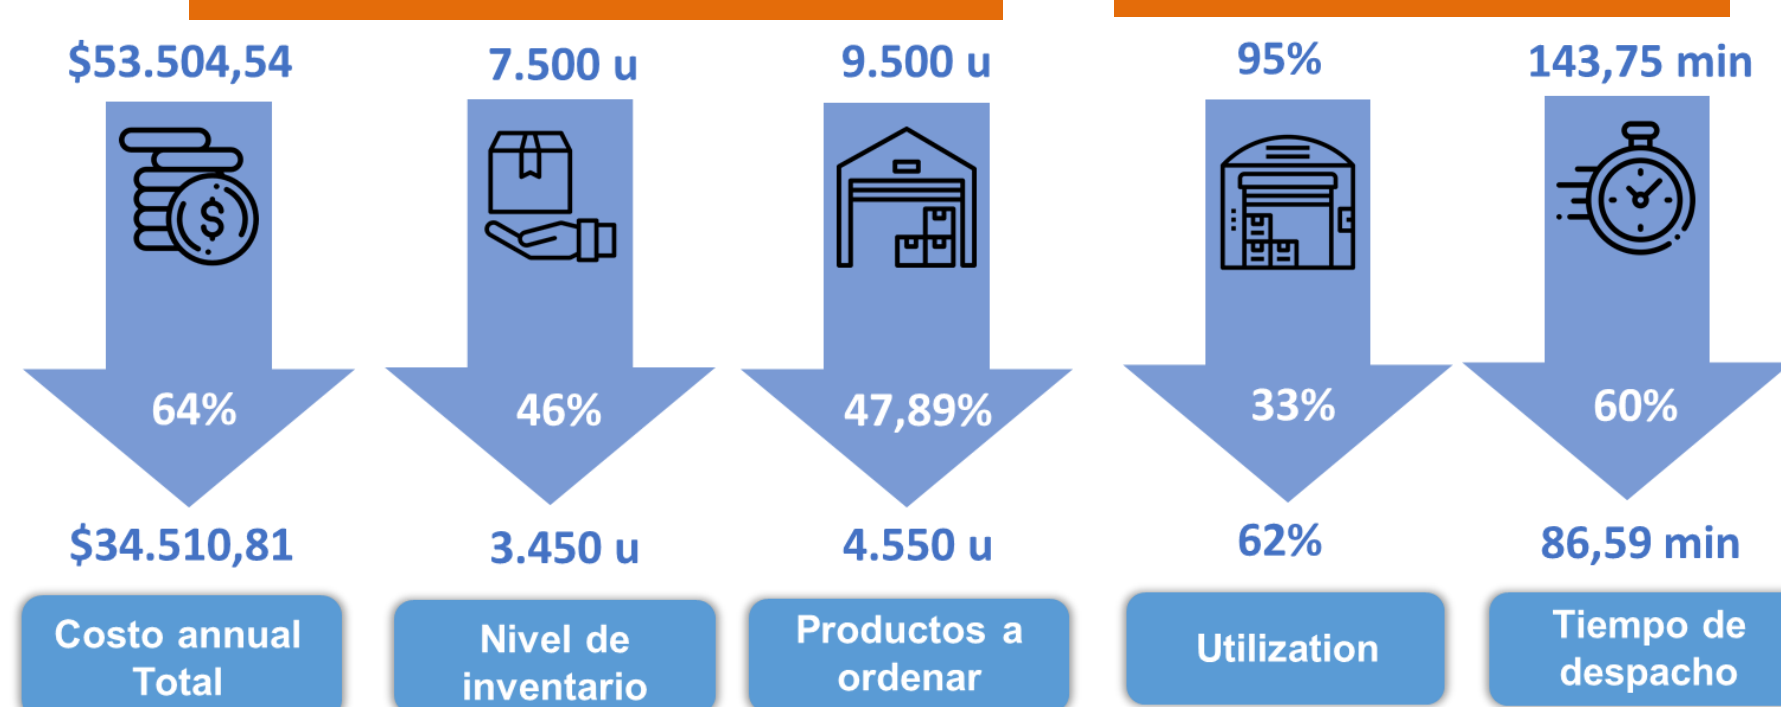 $53.504,54
7.500 u
9.500 u
95%
143,75 min
$
64%
46%
47,89%
33%
60%
$34.510,81
3.450 u
4.550 u
62%
86,59 min
Costo annual
Total
Nivel de
inventario
Productos a
ordenar
Utilization
Tiempo de
despacho